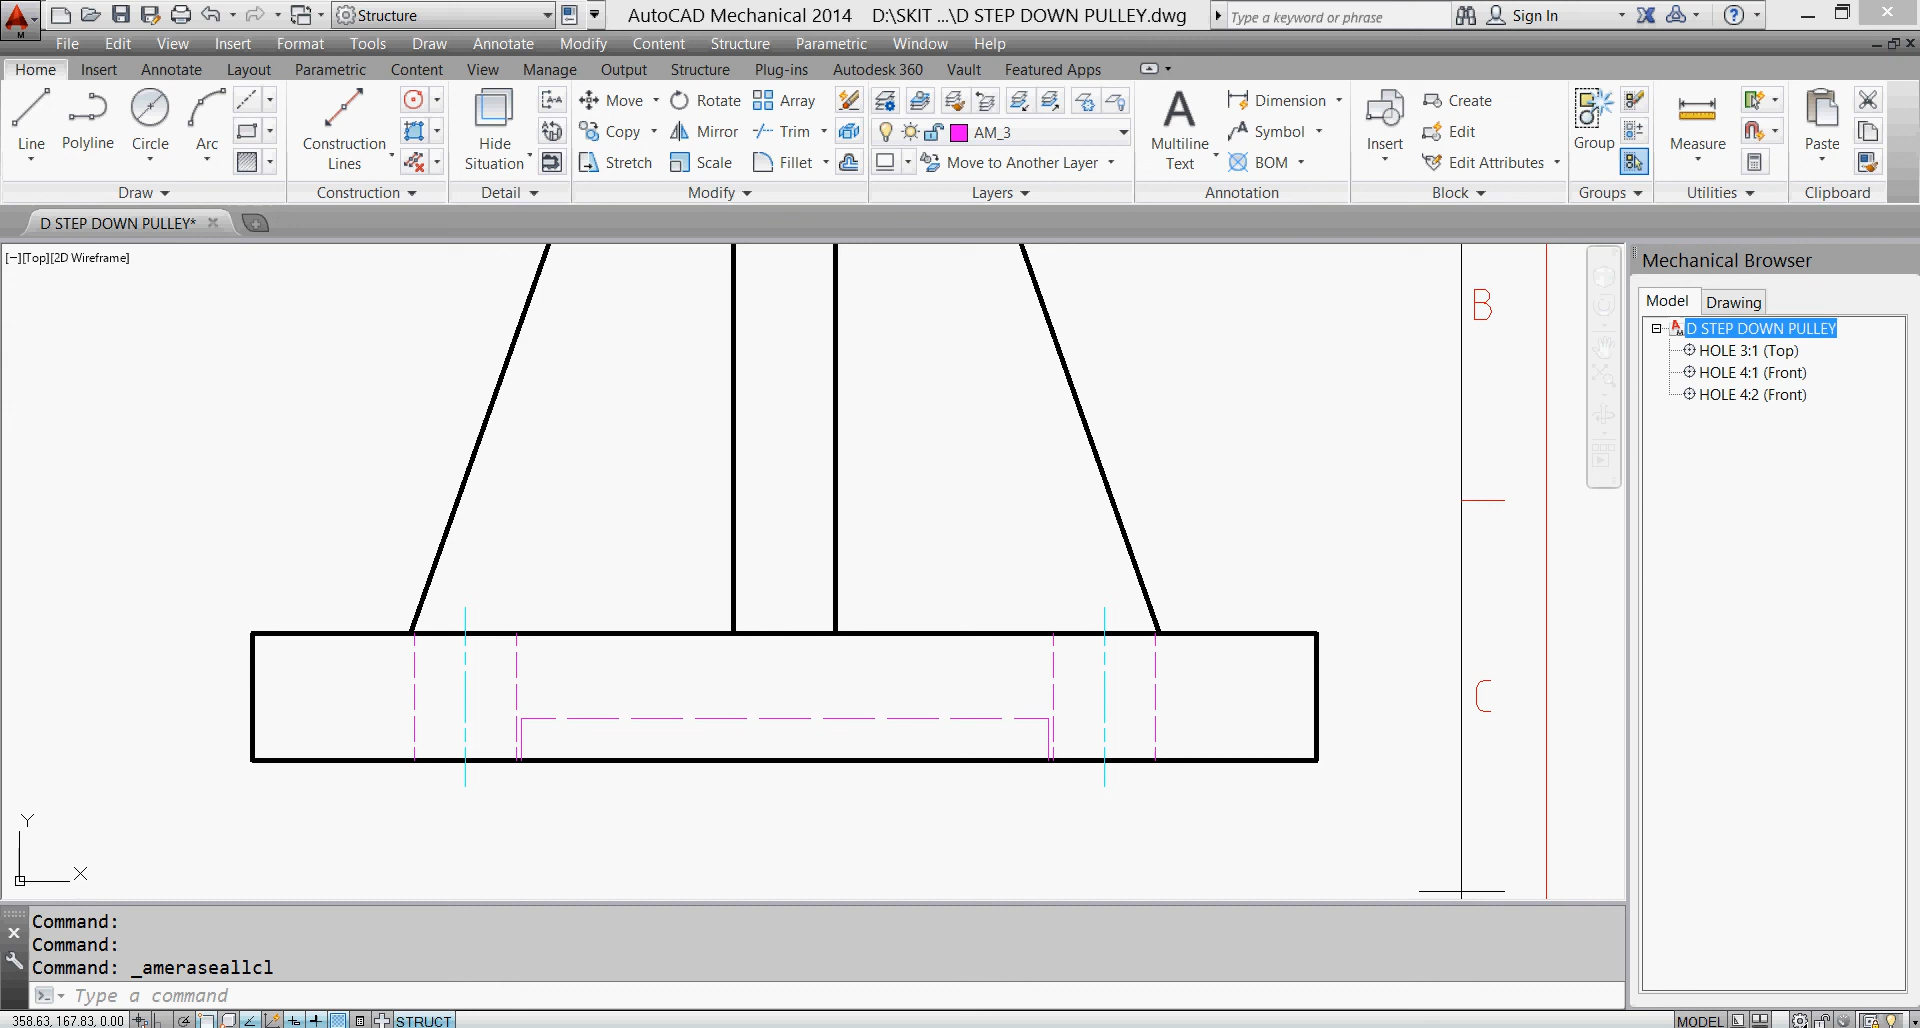 Structure
AutoCAD Mechanical 2014 D:\SKIT ...\D STEP DOWN PULLEY.dwg
Type a keyword or phrase
Sign In
File Edit View Insert Format Tools Draw Annotate Modify Content Structure Parametric Window Help
Home Insert Annotate Layout Parametric Content View Manage Output Structure Plug-ins Autodesk 360 Vault Featured Apps
Line Polyline Circle Arc
Construction Lines
Hide Situation
Move Rotate Array
Copy Mirror Trim
Stretch Scale Fillet
AM_3
Move to Another Layer
Multiline Text
Dimension
Symbol
BOM
Insert
Create
Edit
Edit Attributes
Group
Measure
Paste
Draw Construction Detail Modify Layers Annotation Block Groups Utilities Clipboard
D STEP DOWN PULLEY*
[−][Top][2D Wireframe]
B
C
Y
X
Mechanical Browser
Model Drawing
D STEP DOWN PULLEY
HOLE 3:1 (Top)
HOLE 4:1 (Front)
HOLE 4:2 (Front)
Command:
Command:
Command: _ameraseallcl
Type a command
358.63, 167.83, 0.00
STRUCT
MODEL